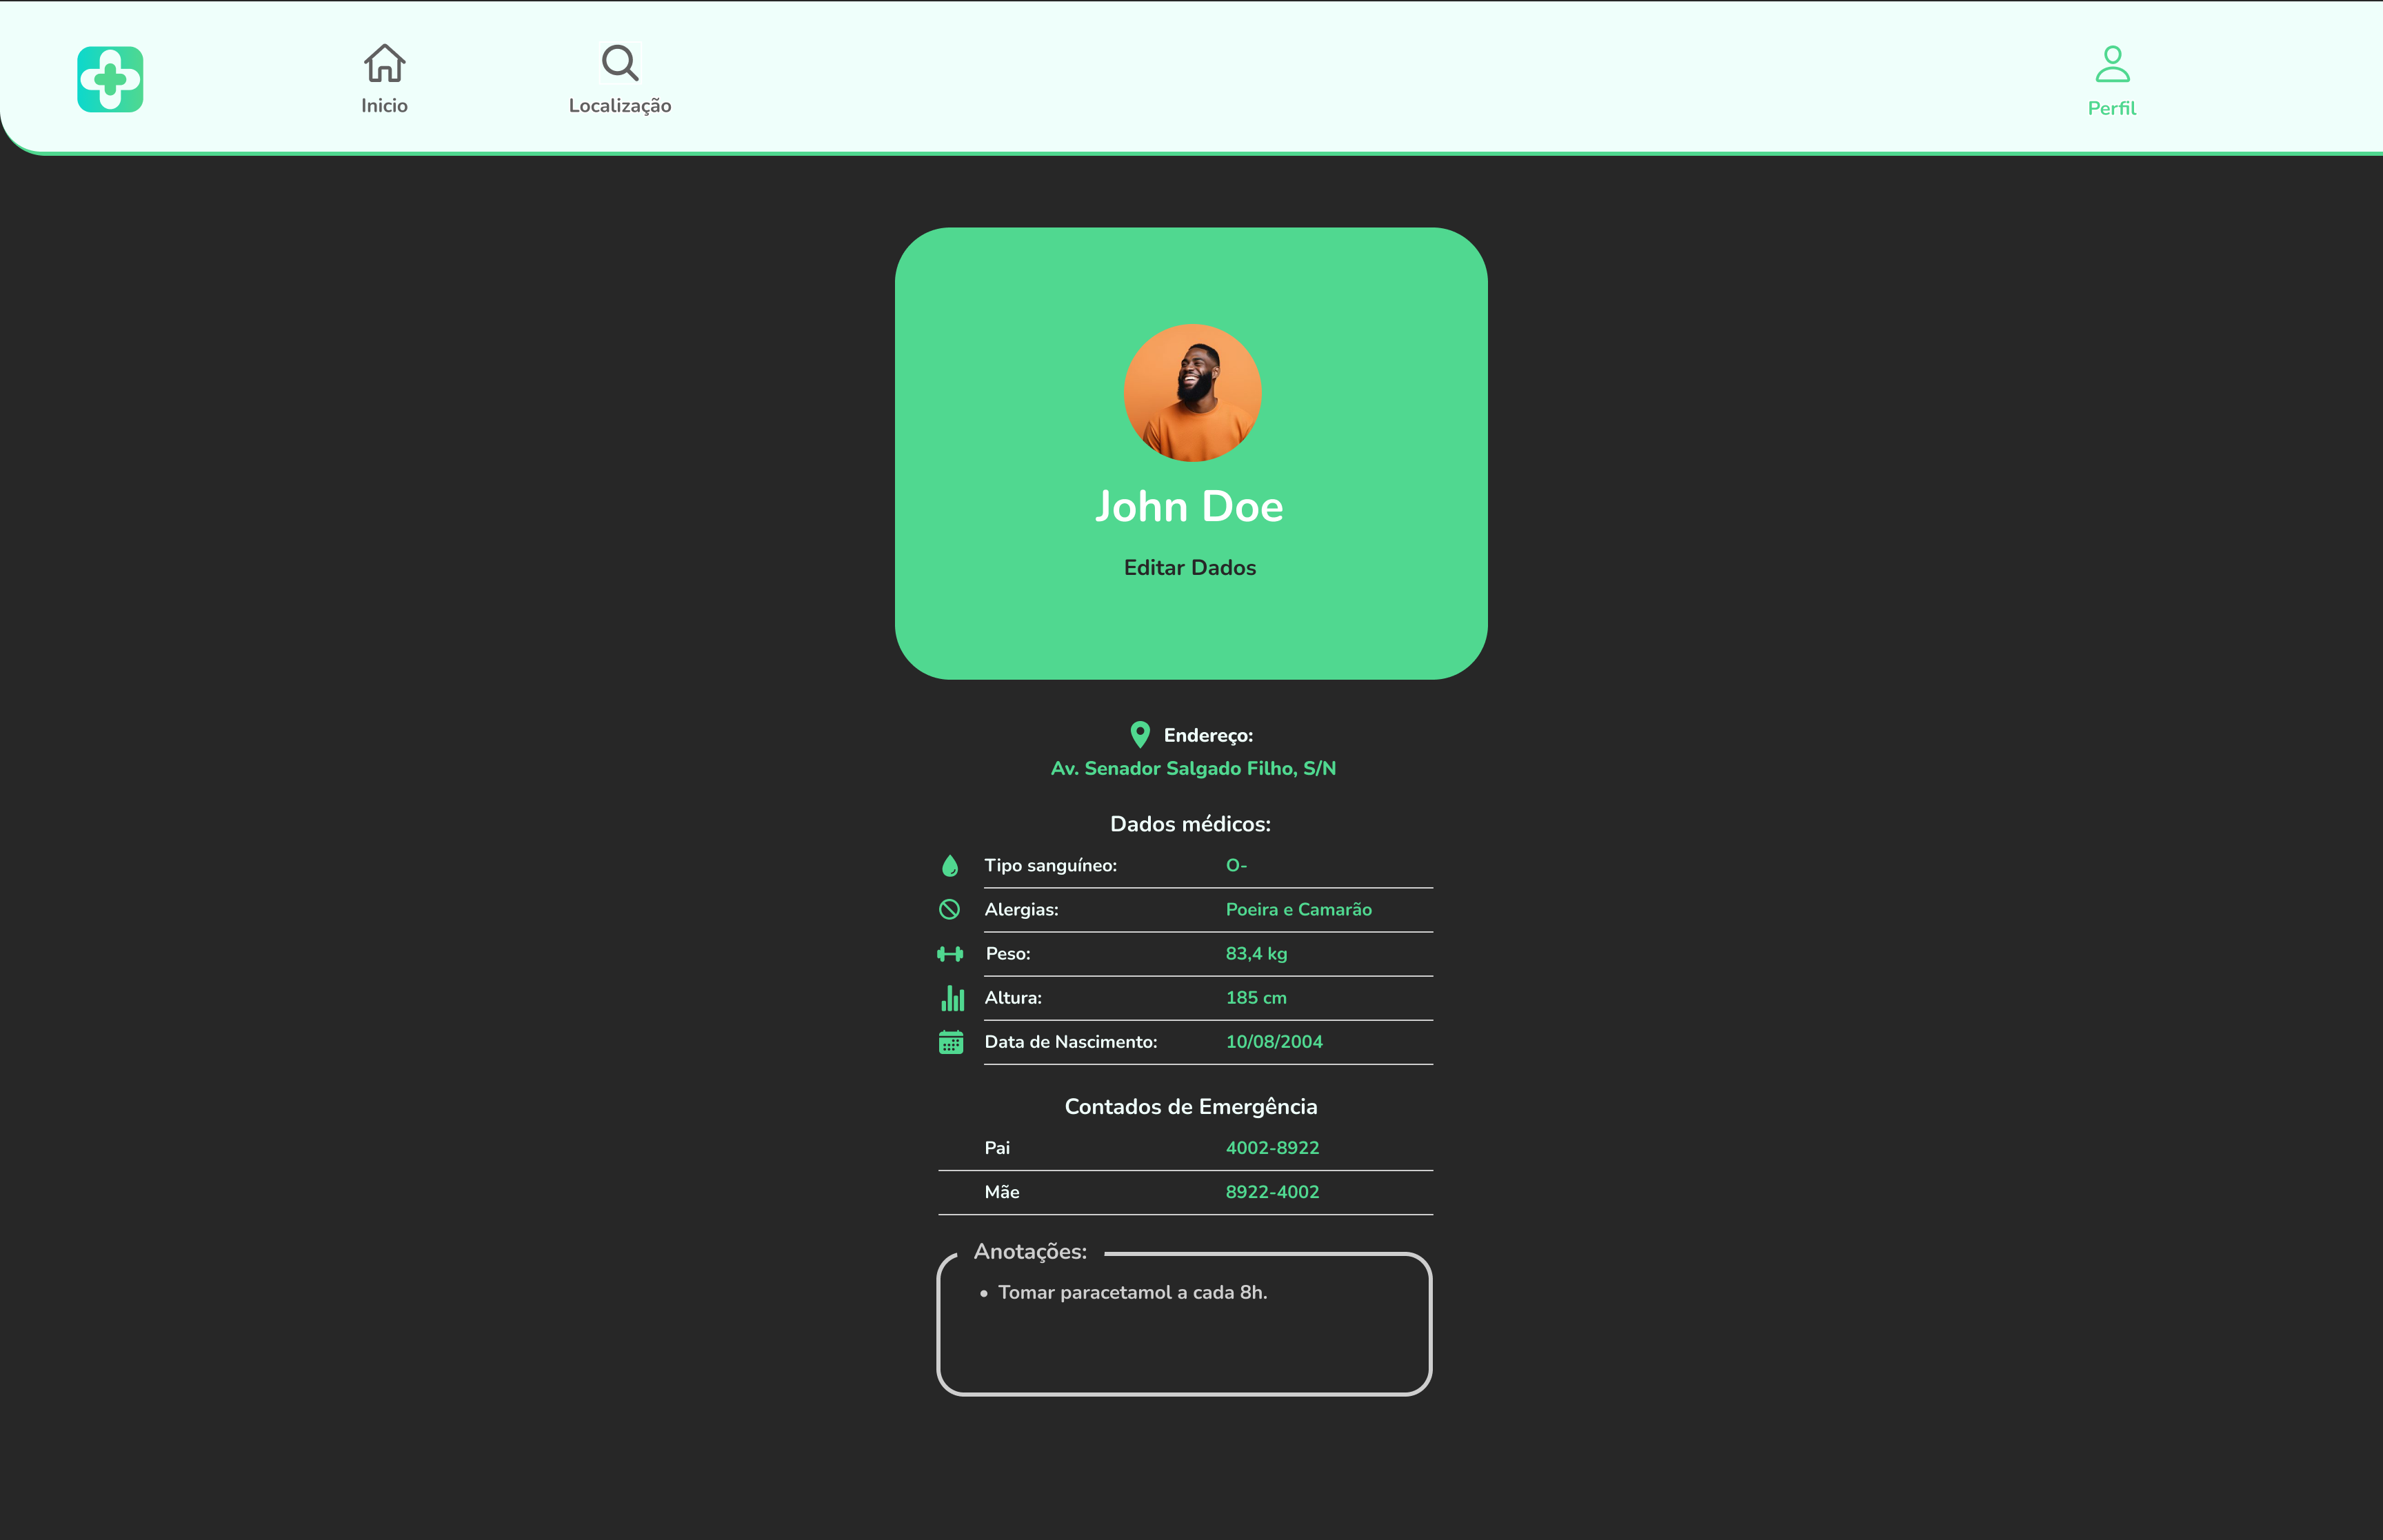 Inicio
Localização
Perfil
John Doe
Editar Dados
Endereço:
Av. Senador Salgado Filho, S/N
Dados médicos:
Tipo sanguíneo: O-
Alergias: Poeira e Camarão
Peso: 83,4 kg
Altura: 185 cm
Data de Nascimento: 10/08/2004
Contados de Emergência
Pai 4002-8922
Mãe 8922-4002
Anotações:
• Tomar paracetamol a cada 8h.